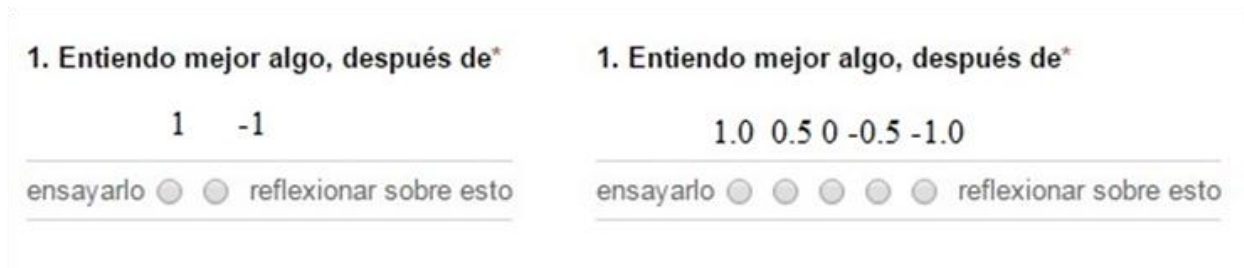 1. Entiendo mejor algo, después de*
1 -1
ensayarlo reflexionar sobre esto
1. Entiendo mejor algo, después de*
1.0 0.5 0 -0.5 -1.0
ensayarlo reflexionar sobre esto